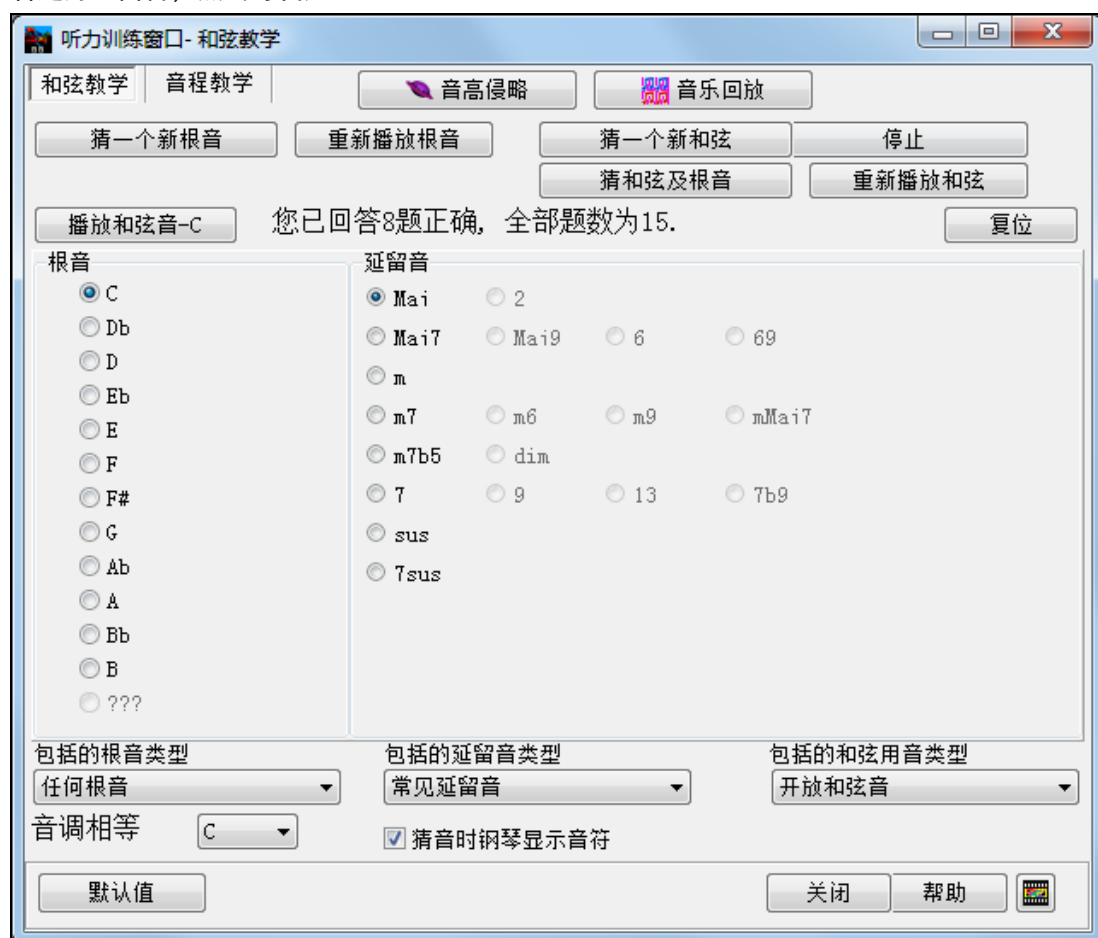 听力训练窗口- 和弦教学
和弦教学 音程教学 音高侵略 音乐回放
猜一个新根音 重新播放根音 猜一个新和弦 停止
猜和弦及根音 重新播放和弦
播放和弦音-C 您已回答8题正确, 全部题数为15. 复位
根音 延留音
C
Db
D
Eb
E
F
F#
G
Ab
A
Bb
B
???
Mai 2
Mai7 Mai9 6 69
m
m7 m6 m9 mMai7
m7b5 dim
7 9 13 7b9
sus
7sus
包括的根音类型 包括的延留音类型 包括的和弦用音类型
任何根音 常见延留音 开放和弦音
音调相等 C 猜音时钢琴显示音符
默认值 关闭 帮助